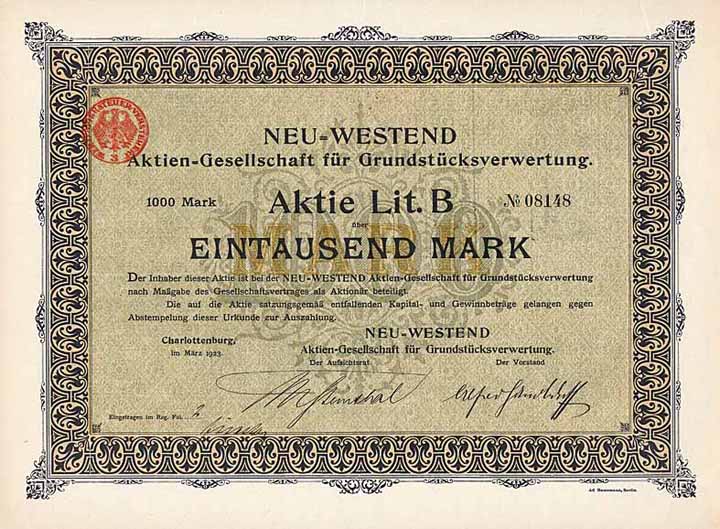 NEU=WESTEND
Aktien-Gesellschaft für Grundstücksverwertung.
1000 Mark Aktie Lit. B № 08148
über
EINTAUSEND MARK
Der Inhaber dieser Aktie ist bei der NEU-WESTEND Aktien-Gesellschaft für Grundstücksverwertung
nach Maßgabe des Gesellschaftsvertrages als Aktionär beteiligt.
Die auf die Aktie satzungsgemäß entfallenden Kapital- und Gewinnbeträge gelangen gegen
Abstempelung dieser Urkunde zur Auszahlung.
Charlottenburg,
im März 1923.
NEU-WESTEND
Aktien-Gesellschaft für Grundstücksverwertung.
Der Aufsichtsrat. Der Vorstand
Eingetragen im Reg. Fol.